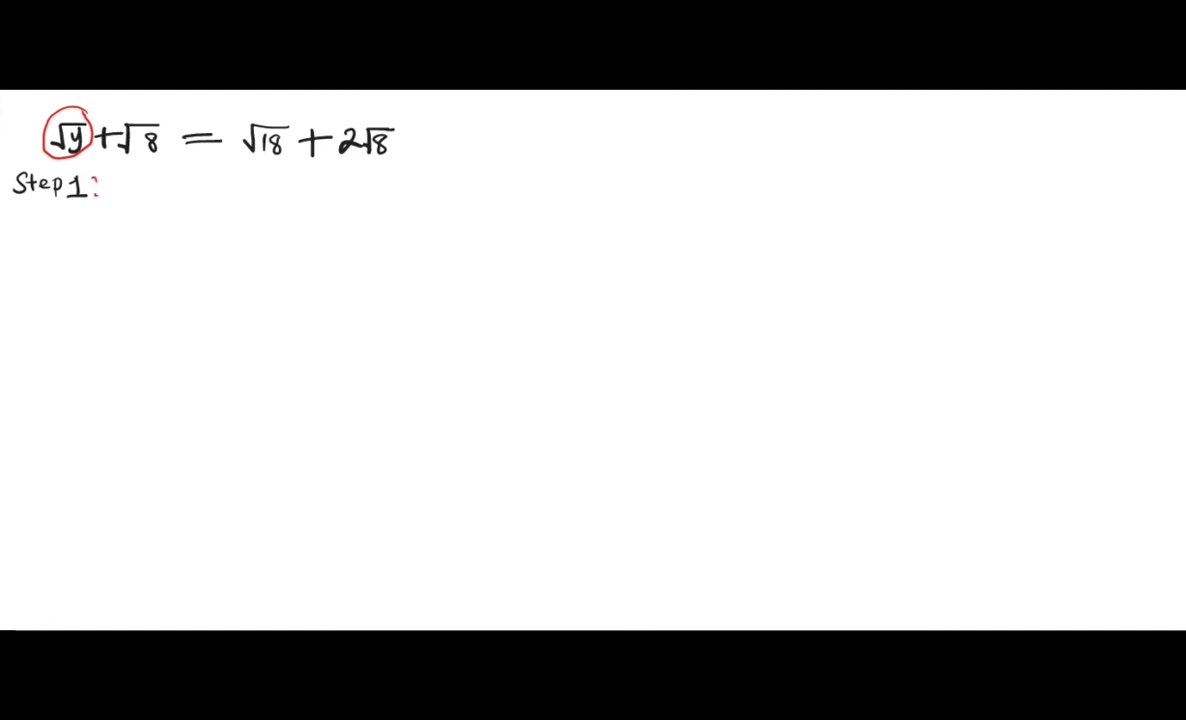 √y + √8 = √18 + 2√8
Step 1: